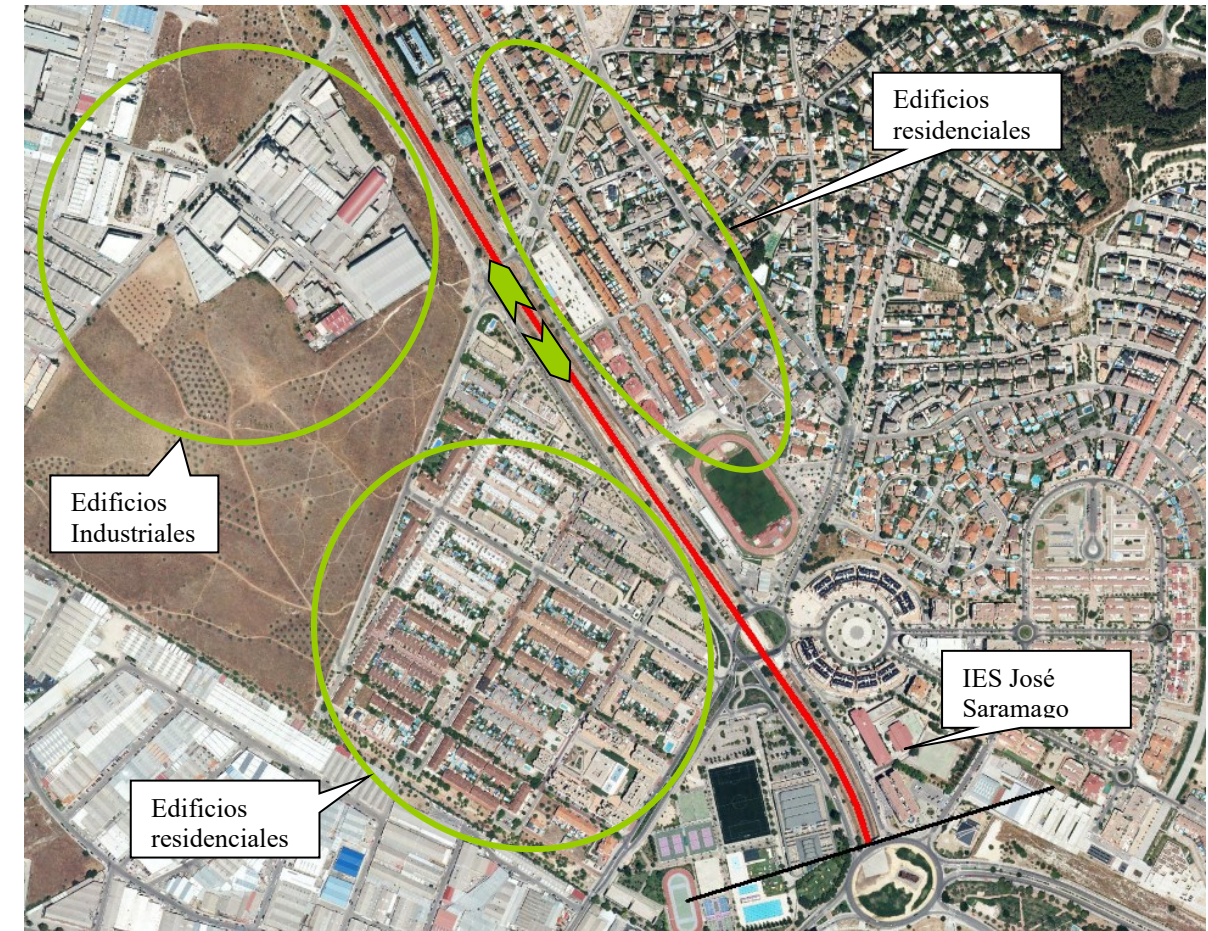 Edificios
residenciales
Edificios
Industriales
IES José
Saramago
Edificios
residenciales